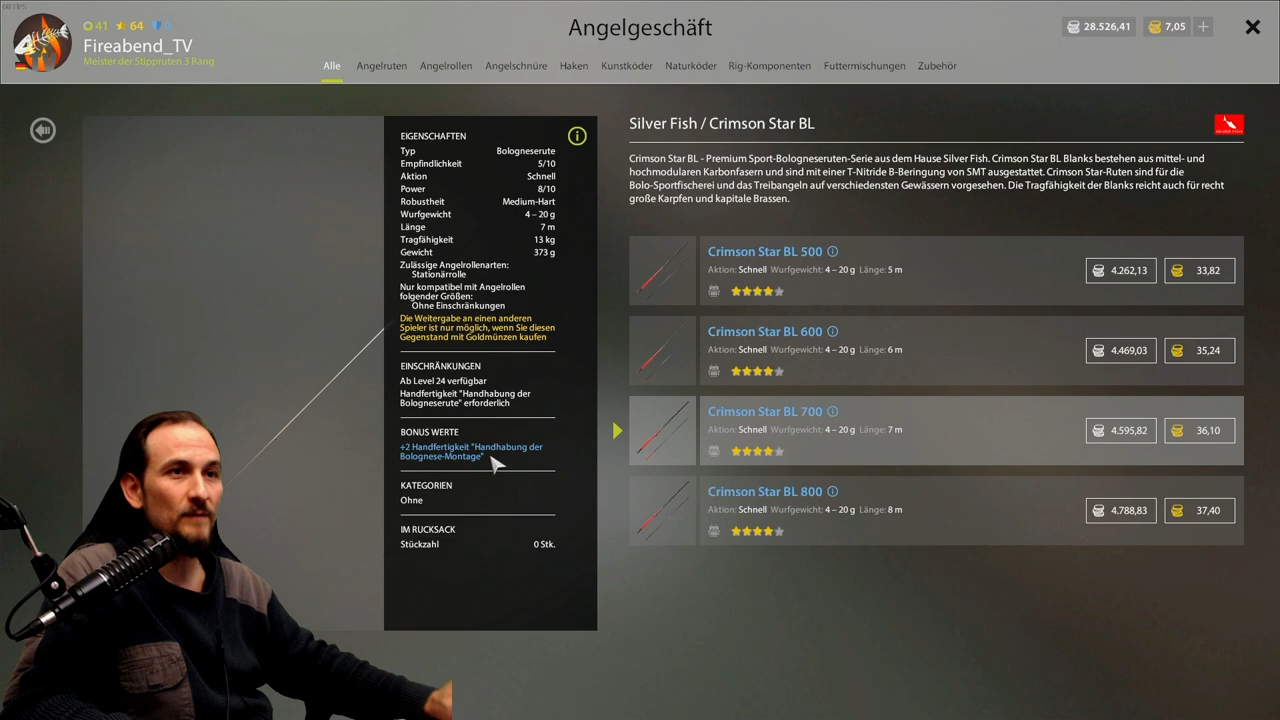 41 64 0
Fireabend_TV
Meister der Stippruten 3 Rang
Angelgeschäft
28.526,41
7,05
Alle Angelruten Angelrollen Angelschnüre Haken Kunstköder Naturköder Rig-Komponenten Futtermischungen Zubehör
EIGENSCHAFTEN
Typ Bologneserute
Empfindlichkeit 5/10
Aktion Schnell
Power 8/10
Robustheit Medium-Hart
Wurfgewicht 4 – 20 g
Länge 7 m
Tragfähigkeit 13 kg
Gewicht 373 g
Zulässige Angelrollenarten:
Stationärrolle
Nur kompatibel mit Angelrollen
folgender Größen:
Ohne Einschränkungen
Die Weitergabe an einen anderen
Spieler ist nur möglich, wenn Sie diesen
Gegenstand mit Goldmünzen kaufen
EINSCHRÄNKUNGEN
Ab Level 24 verfügbar
Handfertigkeit "Handhabung der
Bologneserute" erforderlich
BONUS WERTE
+2 Handfertigkeit "Handhabung der
Bolognese-Montage"
KATEGORIEN
Ohne
IM RUCKSACK
Stückzahl 0 Stk.
Silver Fish / Crimson Star BL
SILVER FISH
Crimson Star BL - Premium Sport-Bologneseruten-Serie aus dem Hause Silver Fish. Crimson Star BL Blanks bestehen aus mittel- und
hochmodularen Karbonfasern und sind mit einer T-Nitride B-Beringung von SMT ausgestattet. Crimson Star-Ruten sind für die
Bolo-Sportfischerei und das Treibangeln auf verschiedensten Gewässern vorgesehen. Die Tragfähigkeit der Blanks reicht auch für recht
große Karpfen und kapitale Brassen.
Crimson Star BL 500
Aktion: Schnell Wurfgewicht: 4 – 20 g Länge: 5 m
4.262,13 33,82
Crimson Star BL 600
Aktion: Schnell Wurfgewicht: 4 – 20 g Länge: 6 m
4.469,03 35,24
Crimson Star BL 700
Aktion: Schnell Wurfgewicht: 4 – 20 g Länge: 7 m
4.595,82 36,10
Crimson Star BL 800
Aktion: Schnell Wurfgewicht: 4 – 20 g Länge: 8 m
4.788,83 37,40